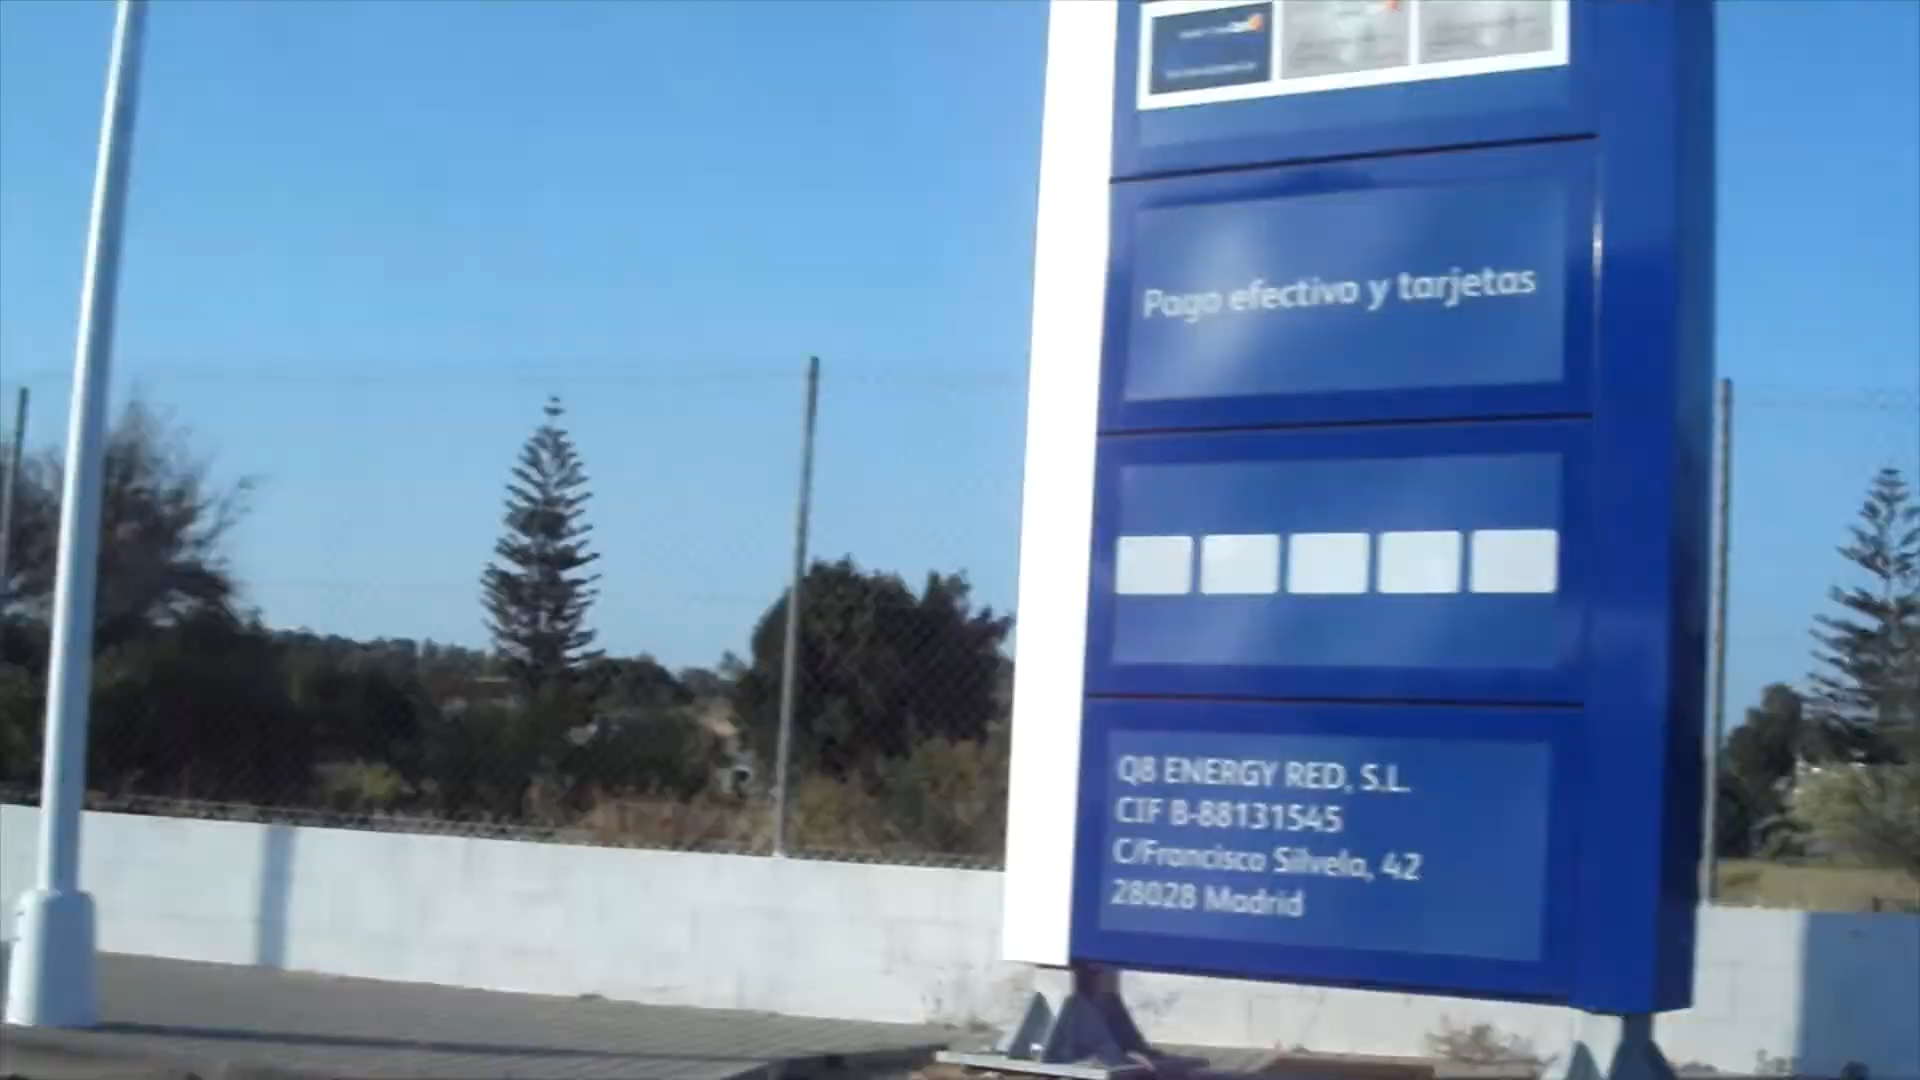 Pago efectivo y tarjetas
Q8 ENERGY RED, S.L.
CIF B-88131545
C/Francisco Silvela, 42
28028 Madrid